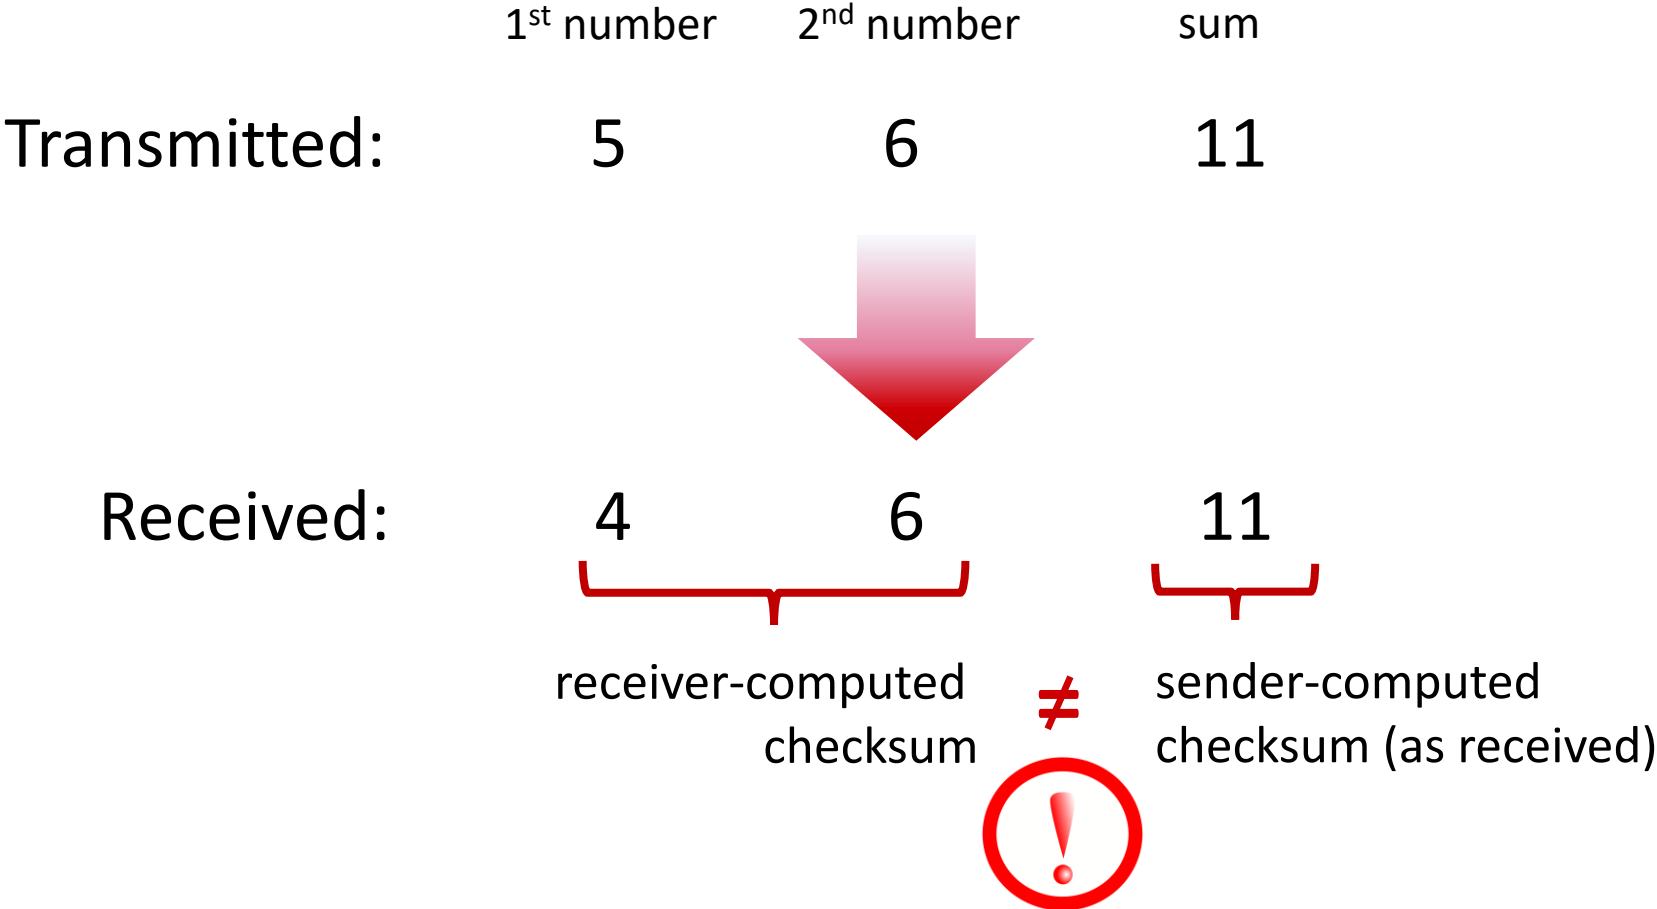 1st number 2nd number sum
Transmitted: 5 6 11
Received: 4 6 11
receiver-computed
checksum
≠
sender-computed
checksum (as received)
!